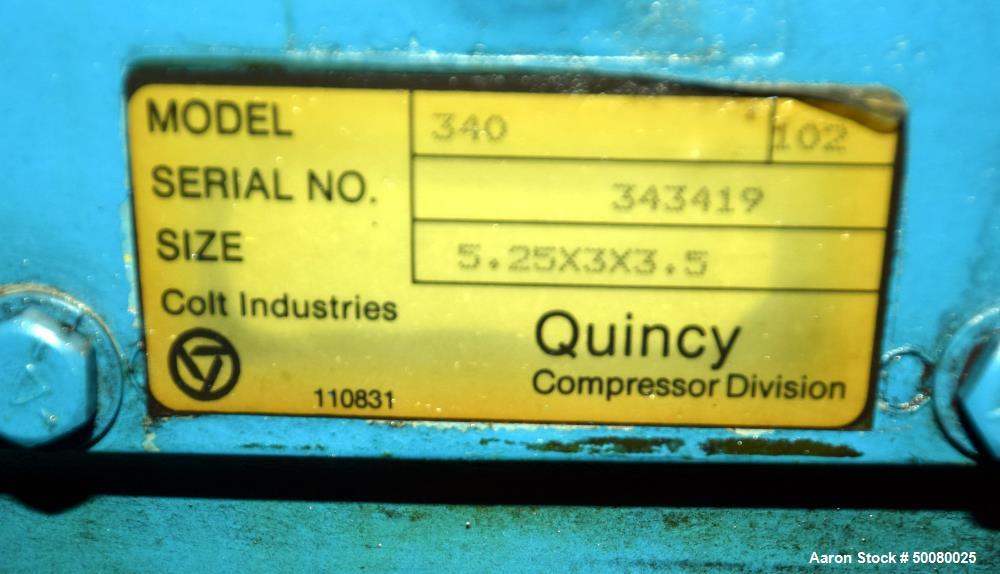 MODEL 340 102
SERIAL NO. 343419
SIZE 5.25X3X3.5
Colt Industries
Quincy
Compressor Division
110831
Aaron Stock # 50080025